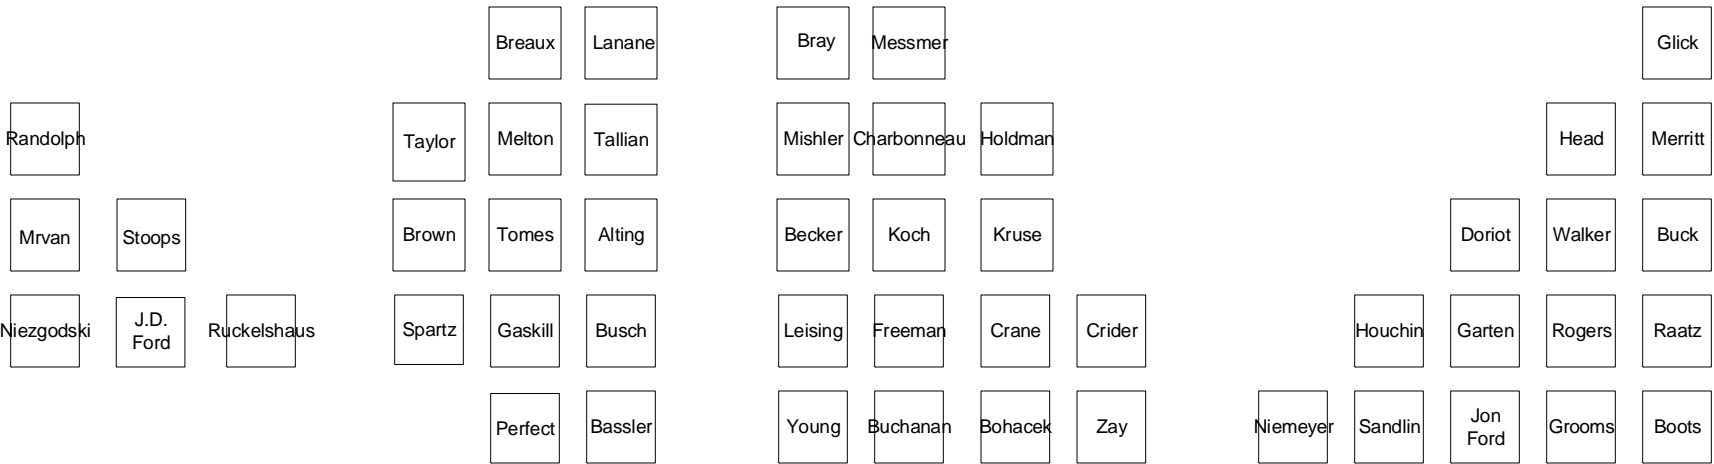 Breaux
Lanane
Bray
Messmer
Glick
Randolph
Taylor
Melton
Tallian
Mishler
Charbonneau
Holdman
Head
Merritt
Mrvan
Stoops
Brown
Tomes
Alting
Becker
Koch
Kruse
Doriot
Walker
Buck
Niezgodski
J.D.
Ford
Ruckelshaus
Spartz
Gaskill
Busch
Leising
Freeman
Crane
Crider
Houchin
Garten
Rogers
Raatz
Perfect
Bassler
Young
Buchanan
Bohacek
Zay
Niemeyer
Sandlin
Jon
Ford
Grooms
Boots